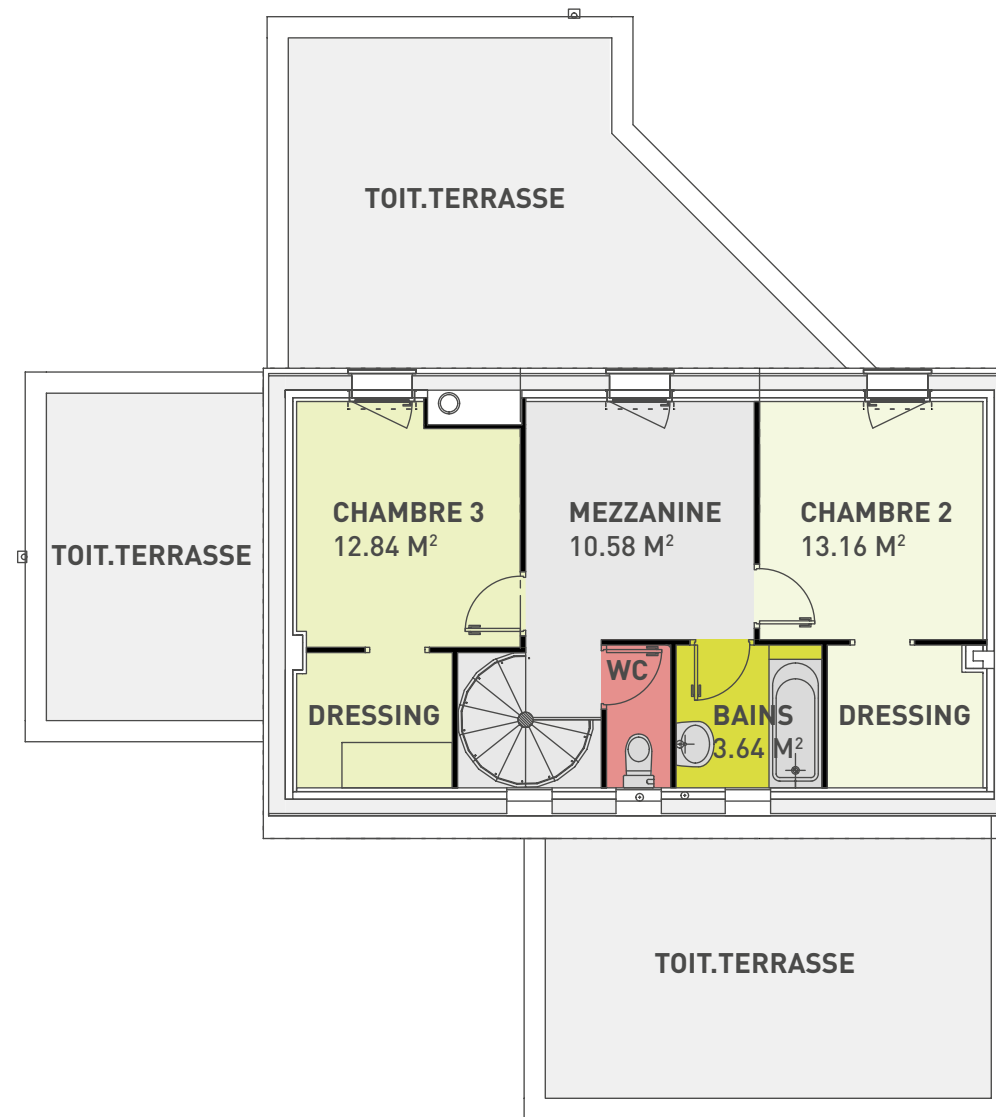 TOIT.TERRASSE
CHAMBRE 3
12.84 M²
MEZZANINE
10.58 M²
CHAMBRE 2
13.16 M²
TOIT.TERRASSE
WC
DRESSING
BAINS
3.64 M²
DRESSING
TOIT.TERRASSE